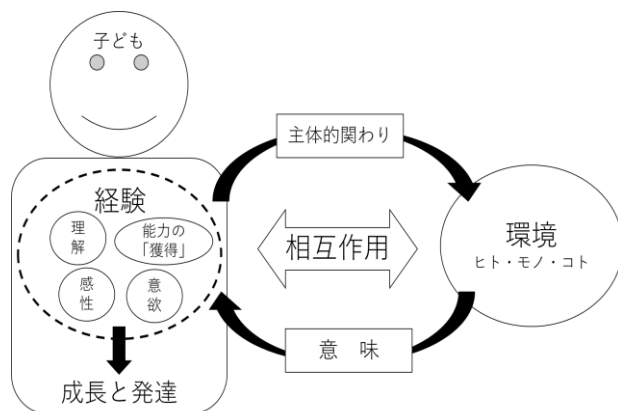 子ども
経験
理
解
能力の
「獲得」
感
性
意
欲
成長と発達
主体的関わり
相互作用
意　味
環境
ヒト・モノ・コト